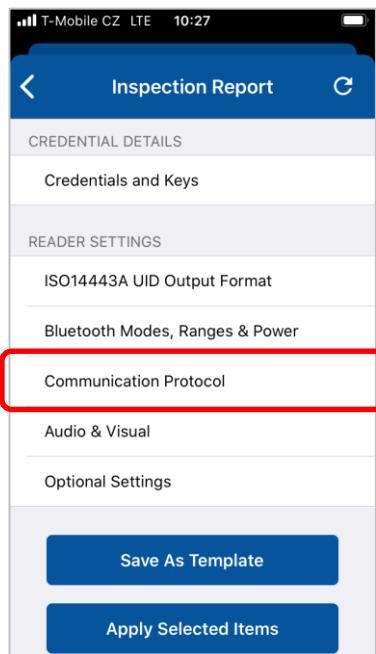 T-Mobile CZ LTE 10:27
Inspection Report
CREDENTIAL DETAILS
Credentials and Keys
READER SETTINGS
ISO14443A UID Output Format
Bluetooth Modes, Ranges & Power
Communication Protocol
Audio & Visual
Optional Settings
Save As Template
Apply Selected Items